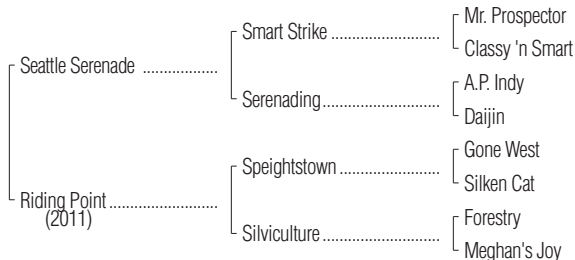 Mr. Prospector
Smart Strike ................................
Classy 'n Smart
Seattle Serenade ......................
A.P. Indy
Serenading...................................
Daijin
Gone West
Speightstown ..............................
Silken Cat
Riding Point ................................
(2011)
Forestry
Silviculture ...................................
Meghan's Joy